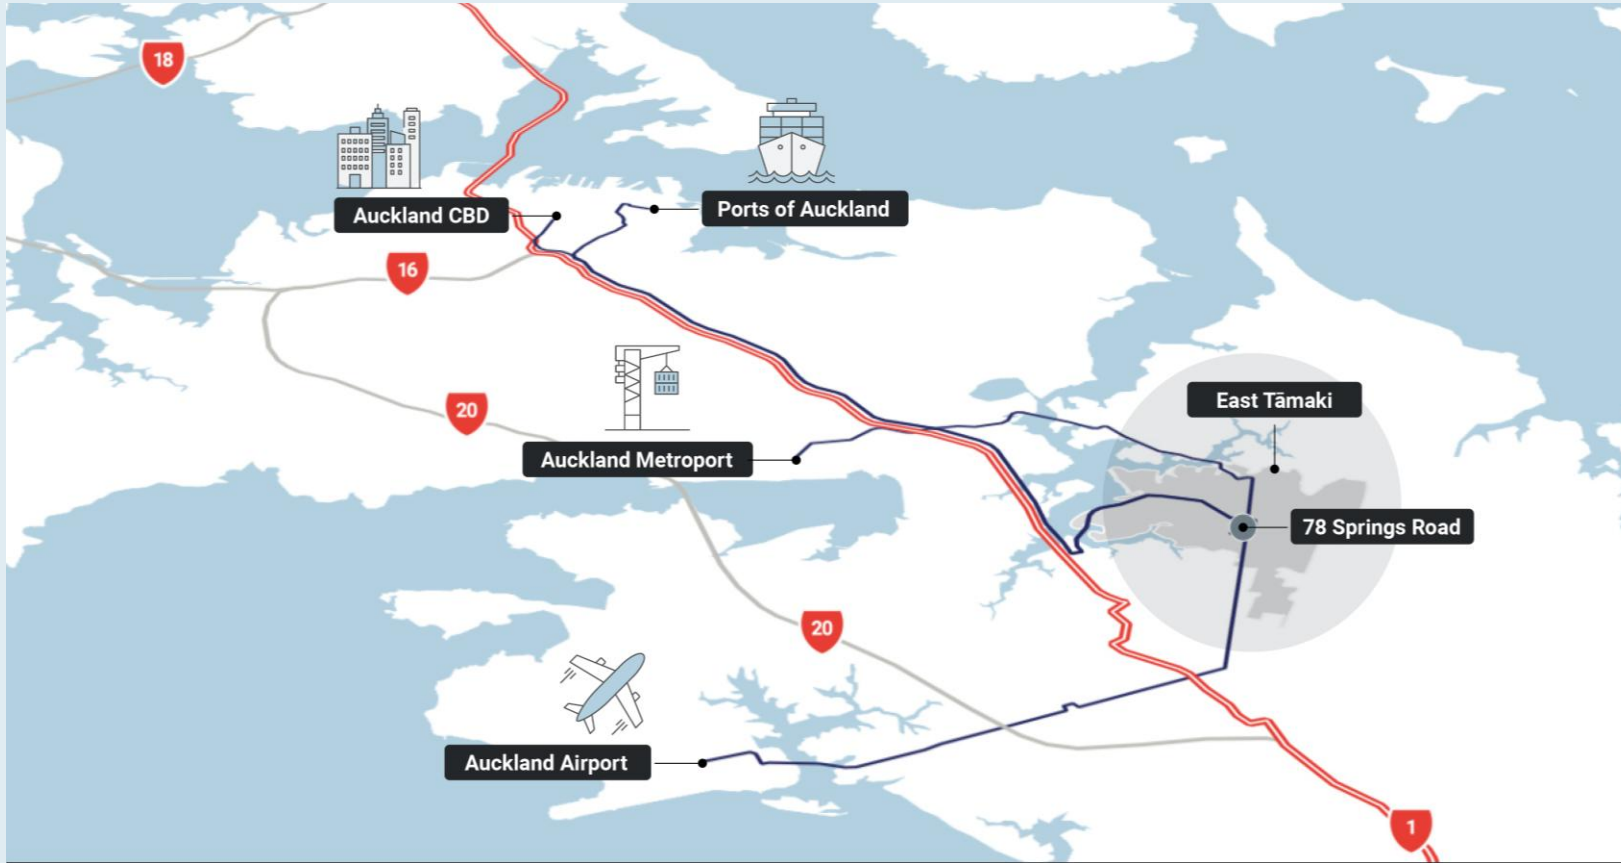 18
Auckland CBD
Ports of Auckland
16
20
East Tāmaki
Auckland Metroport
78 Springs Road
20
Auckland Airport
1